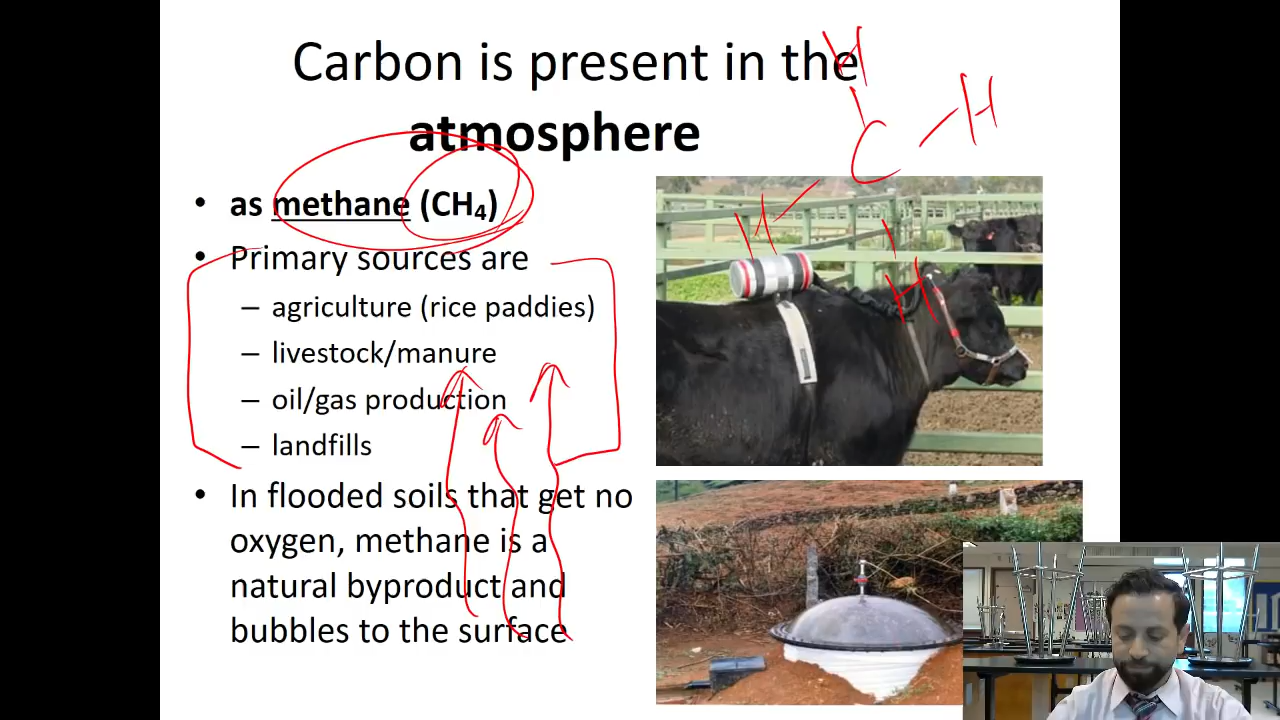 Carbon is present in the
atmosphere
• as methane (CH₄)
• Primary sources are
– agriculture (rice paddies)
– livestock/manure
– oil/gas production
– landfills
• In flooded soils that get no
oxygen, methane is a
natural byproduct and
bubbles to the surface
H
C – H
H
H